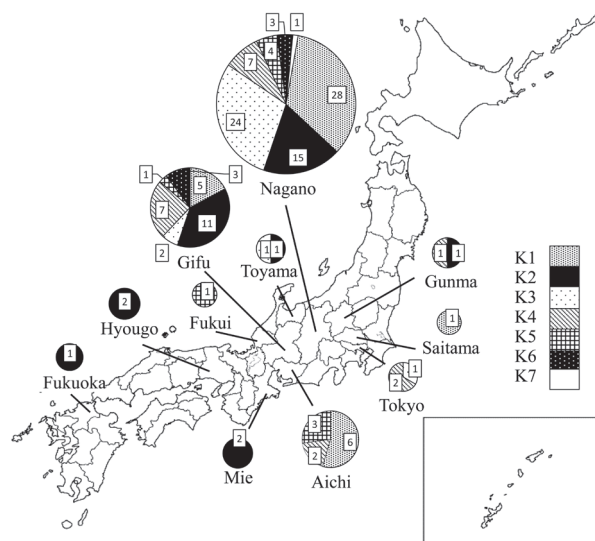 3
1
4
7
28
24
15
Nagano
1
5
3
7
11
2
Gifu
1
1
Toyama
1
1
Gunma
2
Hyougo
1
Fukui
1
Saitama
1
Fukuoka
1
2
Tokyo
2
Mie
3
6
2
Aichi
K1
K2
K3
K4
K5
K6
K7